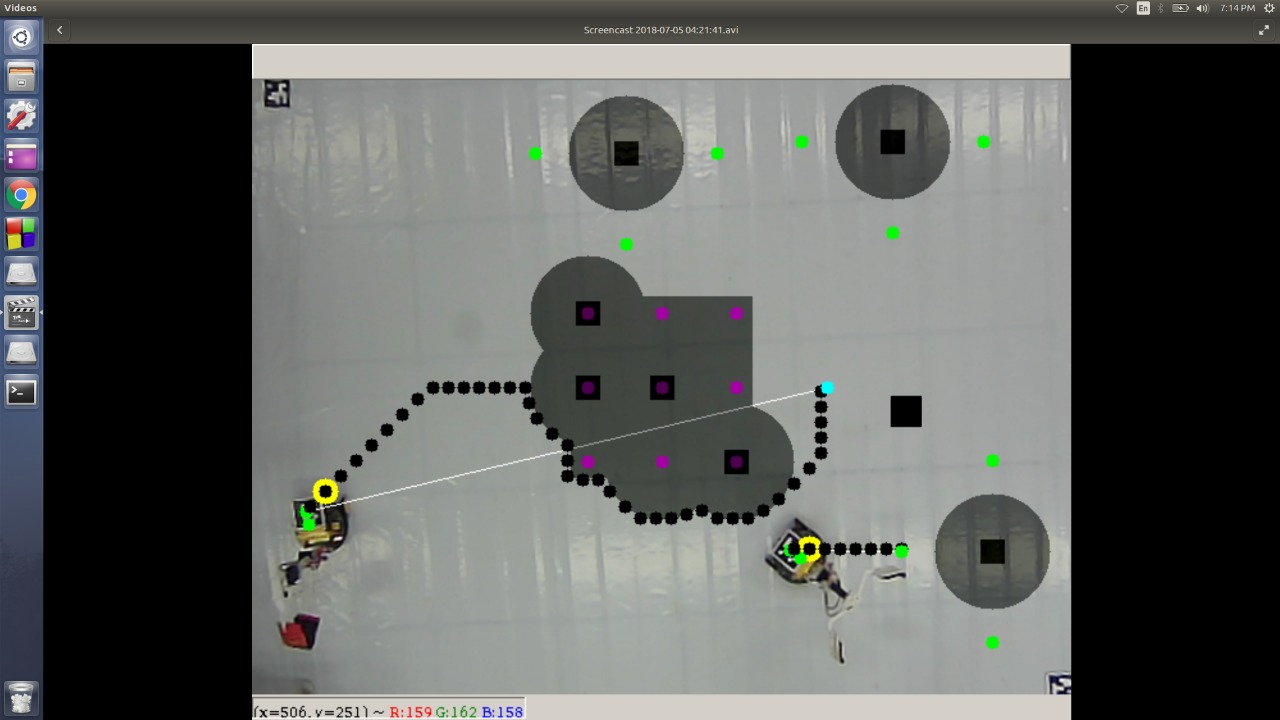 Videos
En
7:14 PM
Screencast 2018-07-05 04:21:41.avi
(x=506, y=251) ~ R:159 G:162 B:158